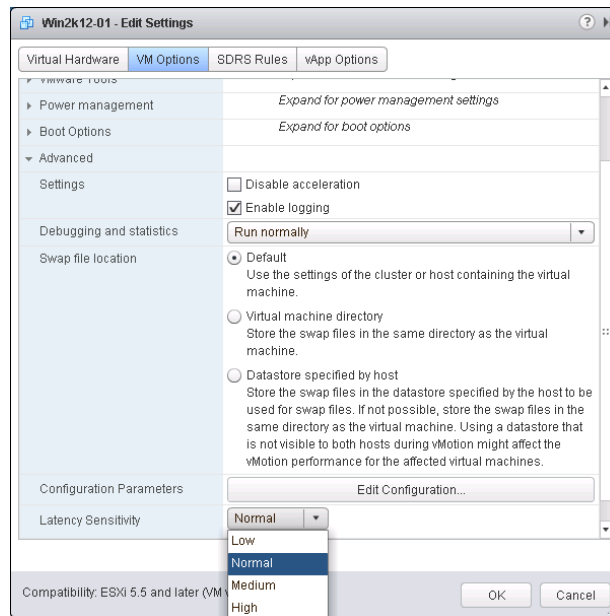 Win2k12-01 - Edit Settings
?
Virtual Hardware
VM Options
SDRS Rules
vApp Options
VMware Tools
Power management
Expand for power management settings
Boot Options
Expand for boot options
Advanced
Settings
Disable acceleration
Enable logging
Debugging and statistics
Run normally
Swap file location
Default
Use the settings of the cluster or host containing the virtual
machine.
Virtual machine directory
Store the swap files in the same directory as the virtual
machine.
Datastore specified by host
Store the swap files in the datastore specified by the host to be
used for swap files. If not possible, store the swap files in the
same directory as the virtual machine. Using a datastore that
is not visible to both hosts during vMotion might affect the
vMotion performance for the affected virtual machines.
Configuration Parameters
Edit Configuration...
Latency Sensitivity
Normal
Low
Normal
Medium
High
Compatibility: ESXi 5.5 and later (VM
OK
Cancel